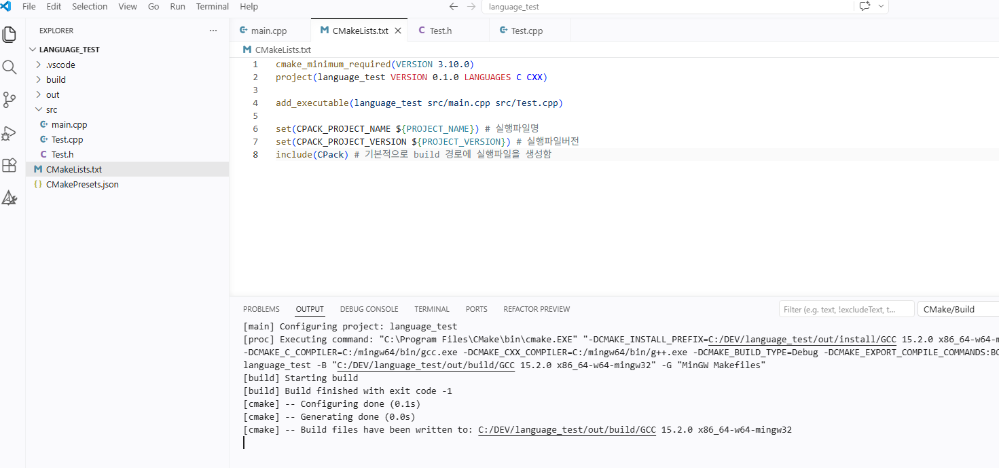 File Edit Selection View Go Run Terminal Help
language_test
EXPLORER
LANGUAGE_TEST
.vscode
build
out
src
main.cpp
Test.cpp
Test.h
CMakeLists.txt
CMakePresets.json
main.cpp CMakeLists.txt Test.h Test.cpp
CMakeLists.txt
1 cmake_minimum_required(VERSION 3.10.0)
2 project(language_test VERSION 0.1.0 LANGUAGES C CXX)
3
4 add_executable(language_test src/main.cpp src/Test.cpp)
5
6 set(CPACK_PROJECT_NAME ${PROJECT_NAME}) # 실행파일명
7 set(CPACK_PROJECT_VERSION ${PROJECT_VERSION}) # 실행파일버전
8 include(CPack) # 기본적으로 build 경로에 실행파일을 생성함
PROBLEMS OUTPUT DEBUG CONSOLE TERMINAL PORTS REFACTOR PREVIEW
Filter (e.g. text, !excludeText, t...
CMake/Build
[main] Configuring project: language_test
[proc] Executing command: "C:\Program Files\CMake\bin\cmake.EXE" "-DCMAKE_INSTALL_PREFIX=C:/DEV/language_test/out/install/GCC 15.2.0 x86_64-w64-m
-DCMAKE_C_COMPILER=C:/mingw64/bin/gcc.exe -DCMAKE_CXX_COMPILER=C:/mingw64/bin/g++.exe -DCMAKE_BUILD_TYPE=Debug -DCMAKE_EXPORT_COMPILE_COMMANDS:BO
language_test -B "C:/DEV/language_test/out/build/GCC 15.2.0 x86_64-w64-mingw32" -G "MinGW Makefiles"
[build] Starting build
[build] Build finished with exit code -1
[cmake] -- Configuring done (0.1s)
[cmake] -- Generating done (0.0s)
[cmake] -- Build files have been written to: C:/DEV/language_test/out/build/GCC 15.2.0 x86_64-w64-mingw32